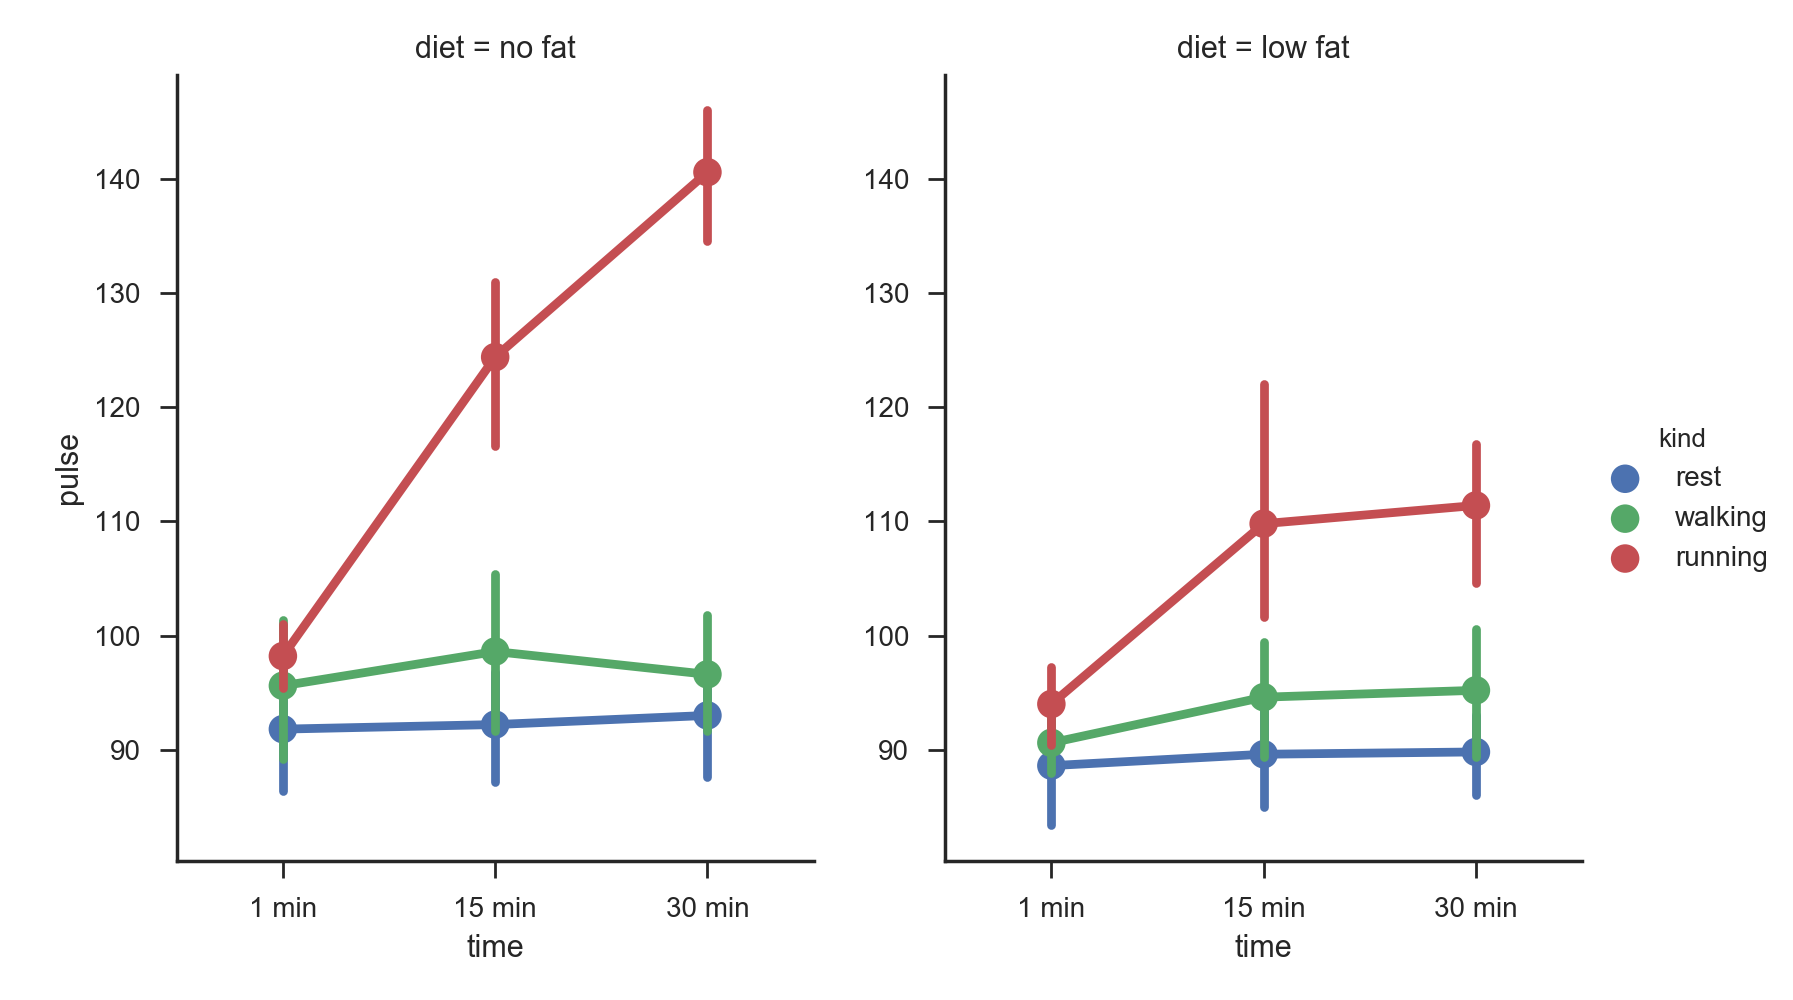 diet = no fat
diet = low fat
pulse
140
130
120
110
100
90
1 min
15 min
30 min
time
140
130
120
110
100
90
1 min
15 min
30 min
time
kind
rest
walking
running